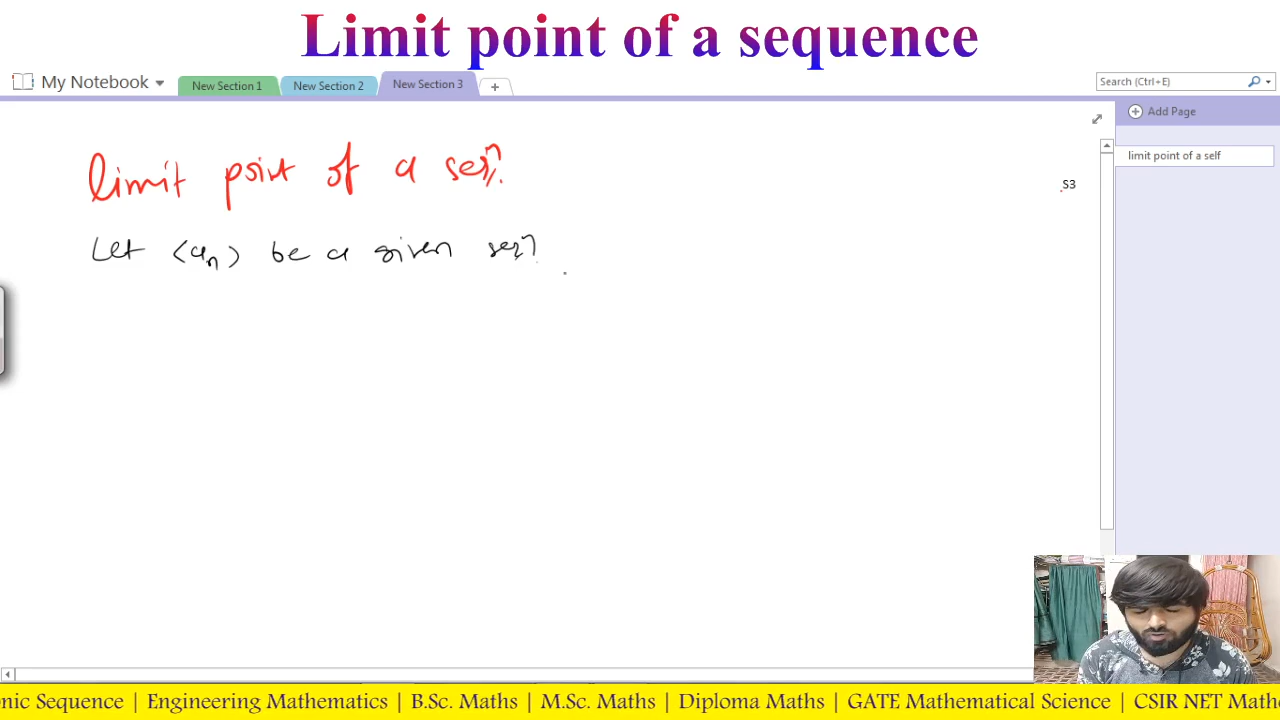 Limit point of a sequence
My Notebook
New Section 1
New Section 2
New Section 3
+
Search (Ctrl+E)
Add Page
limit point of a self
limit point of a seqⁿ.
S3
Let <aₙ> be a given seqⁿ
onic Sequence | Engineering Mathematics | B.Sc. Maths | M.Sc. Maths | Diploma Maths | GATE Mathematical Science | CSIR NET Mathe